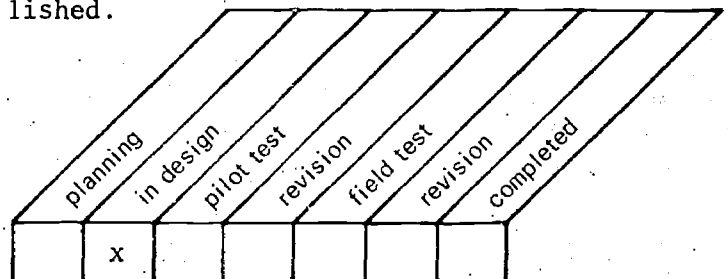 lished.
planning
in design
pilot test
revision
field test
revision
completed
x